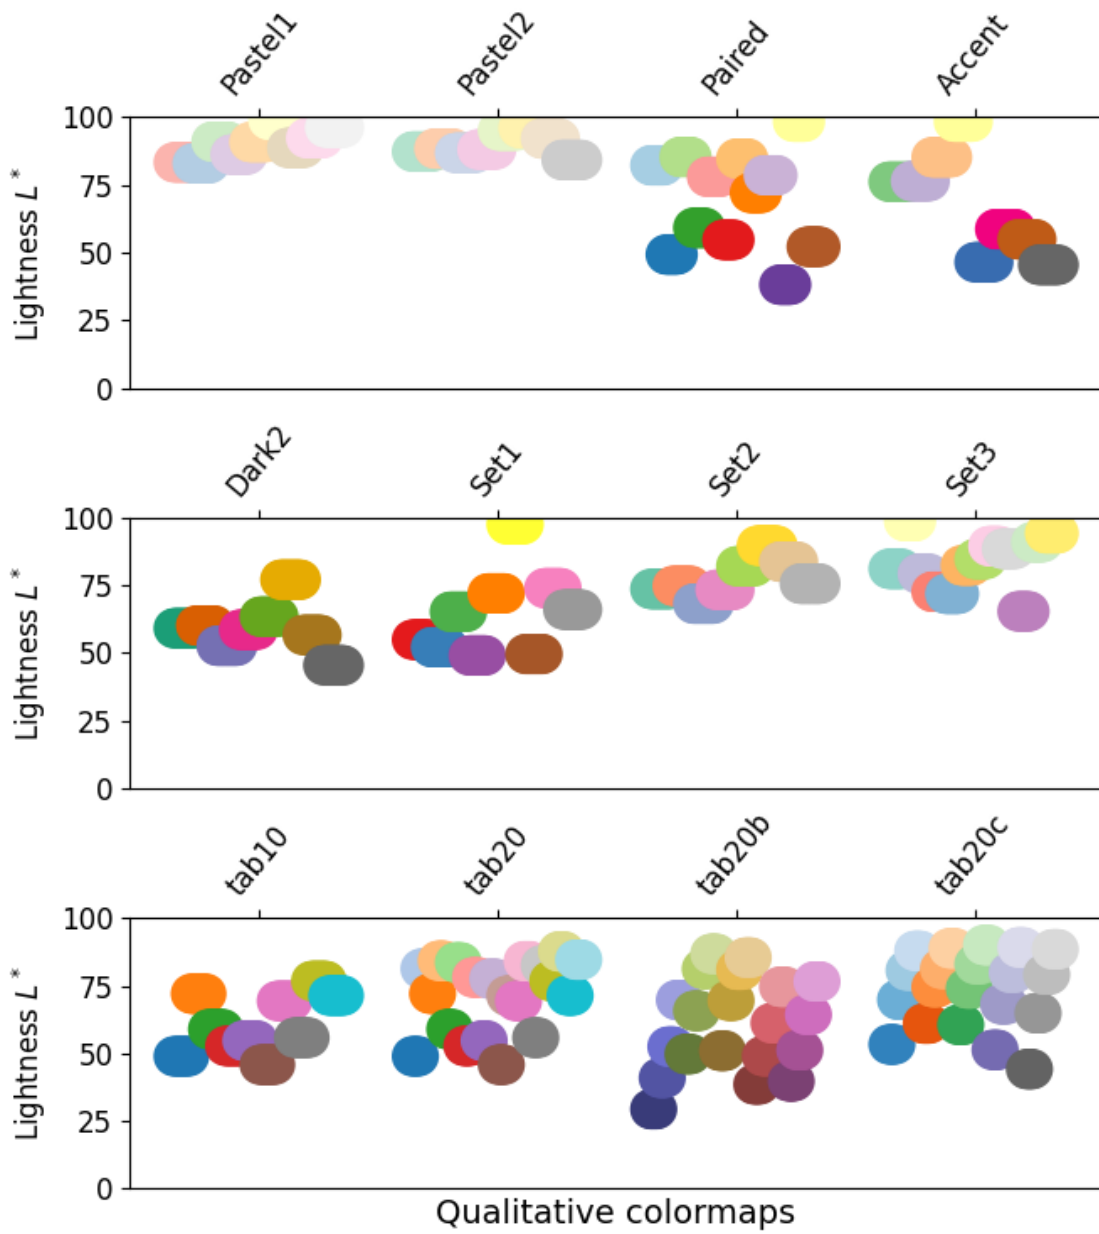 Pastel1 Pastel2 Paired Accent
100
75
50
25
0
Lightness L*
Dark2 Set1 Set2 Set3
100
75
50
25
0
Lightness L*
tab10 tab20 tab20b tab20c
100
75
50
25
0
Lightness L*
Qualitative colormaps